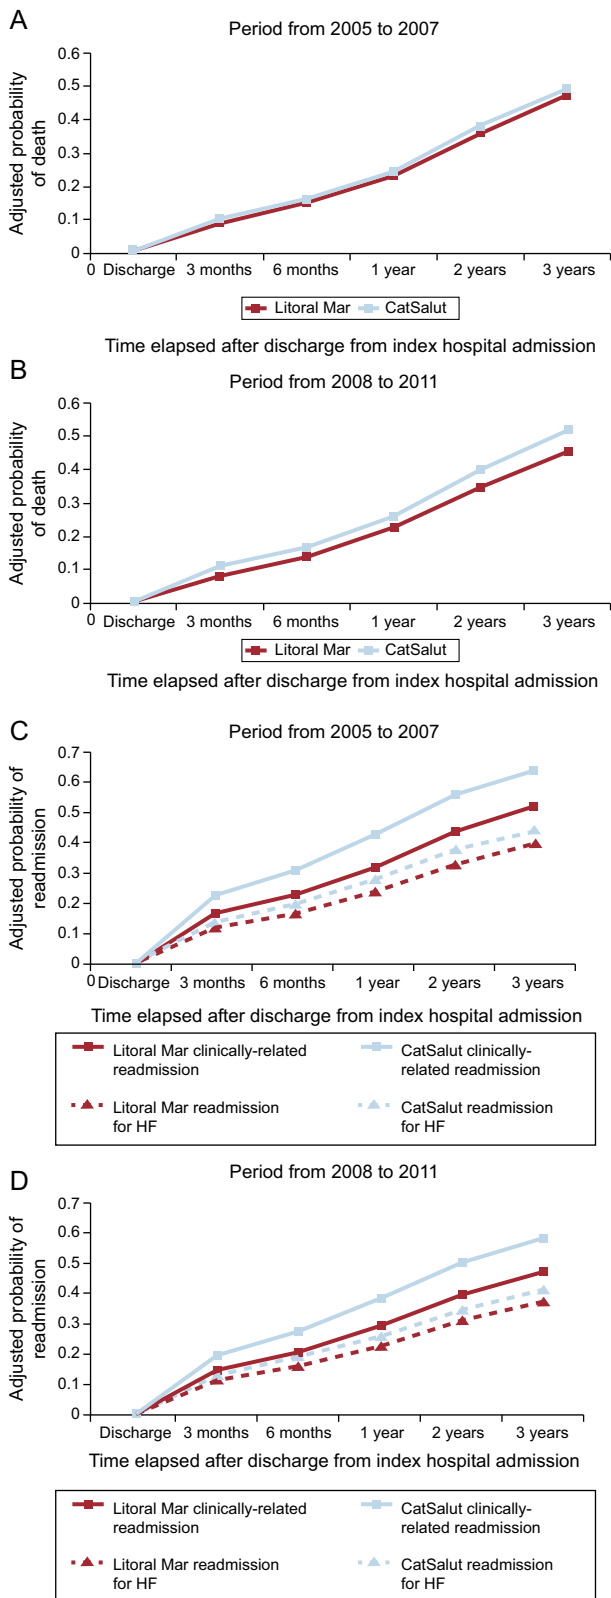 A
Period from 2005 to 2007
Adjusted probability
of death
0.6
0.5
0.4
0.3
0.2
0.1
0
0 Discharge 3 months 6 months 1 year 2 years 3 years
Litoral Mar CatSalut
Time elapsed after discharge from index hospital admission
B
Period from 2008 to 2011
Adjusted probability
of death
0.6
0.5
0.4
0.3
0.2
0.1
0
0 Discharge 3 months 6 months 1 year 2 years 3 years
Litoral Mar CatSalut
Time elapsed after discharge from index hospital admission
C
Period from 2005 to 2007
Adjusted probability of
readmission
0.7
0.6
0.5
0.4
0.3
0.2
0.1
0
0 Discharge 3 months 6 months 1 year 2 years 3 years
Time elapsed after discharge from index hospital admission
Litoral Mar clinically-related
readmission
CatSalut clinically-
related readmission
Litoral Mar readmission
for HF
CatSalut readmission
for HF
D
Period from 2008 to 2011
Adjusted probability of
readmission
0.7
0.6
0.5
0.4
0.3
0.2
0.1
0
Discharge 3 months 6 months 1 year 2 years 3 years
Time elapsed after discharge from index hospital admission
Litoral Mar clinically-related
readmission
CatSalut clinically-
related readmission
Litoral Mar readmission
for HF
CatSalut readmission
for HF